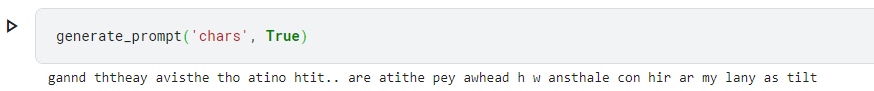 generate_prompt('chars', True)
gannd ththeay avisthe tho atino htit.. are atithe pey awhead h w ansthale con hir ar my lany as tilt